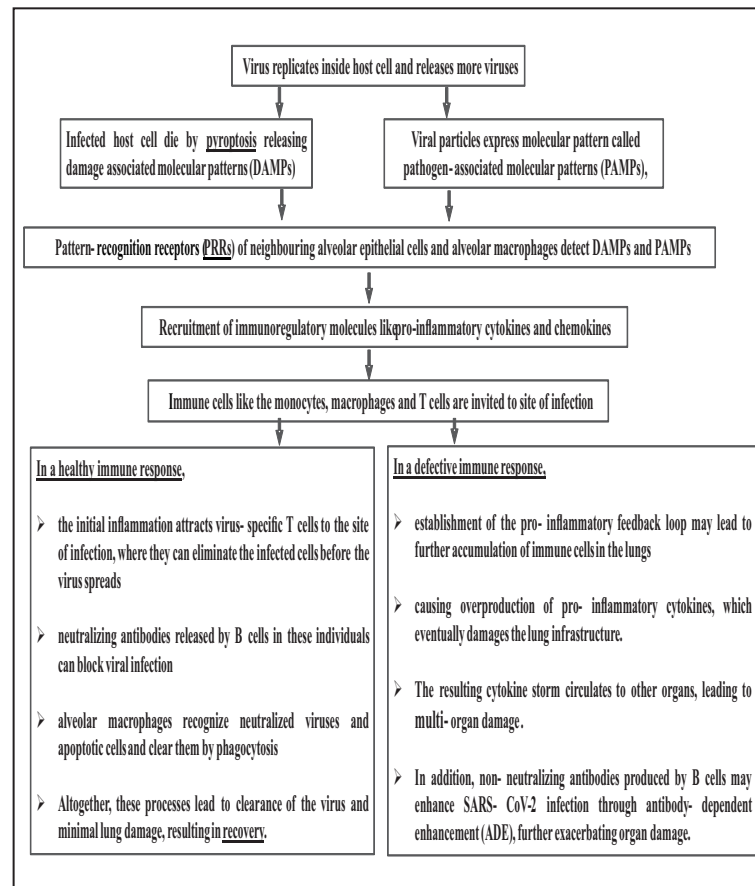 Virus replicates inside host cell and releases more viruses
Infected host cell die by pyroptosis releasing
damage associated molecular patterns (DAMPs)
Viral particles express molecular pattern called
pathogen- associated molecular patterns (PAMPs),
Pattern- recognition receptors (PRRs) of neighbouring alveolar epithelial cells and alveolar macrophages detect DAMPs and PAMPs
Recruitment of immunoregulatory molecules likepro-inflammatory cytokines and chemokines
Immune cells like the monocytes, macrophages and T cells are invited to site of infection
In a healthy immune response,
➢ the initial inflammation attracts virus- specific T cells to the site
of infection, where they can eliminate the infected cells before the
virus spreads
➢ neutralizing antibodies released by B cells in these individuals
can block viral infection
➢ alveolar macrophages recognize neutralized viruses and
apoptotic cells and clear them by phagocytosis
➢ Altogether, these processes lead to clearance of the virus and
minimal lung damage, resulting in recovery.
In a defective immune response,
➢ establishment of the pro- inflammatory feedback loop may lead to
further accumulation of immune cells in the lungs
➢ causing overproduction of pro- inflammatory cytokines, which
eventually damages the lung infrastructure.
➢ The resulting cytokine storm circulates to other organs, leading to
multi- organ damage.
➢ In addition, non- neutralizing antibodies produced by B cells may
enhance SARS- CoV-2 infection through antibody- dependent
enhancement (ADE), further exacerbating organ damage.